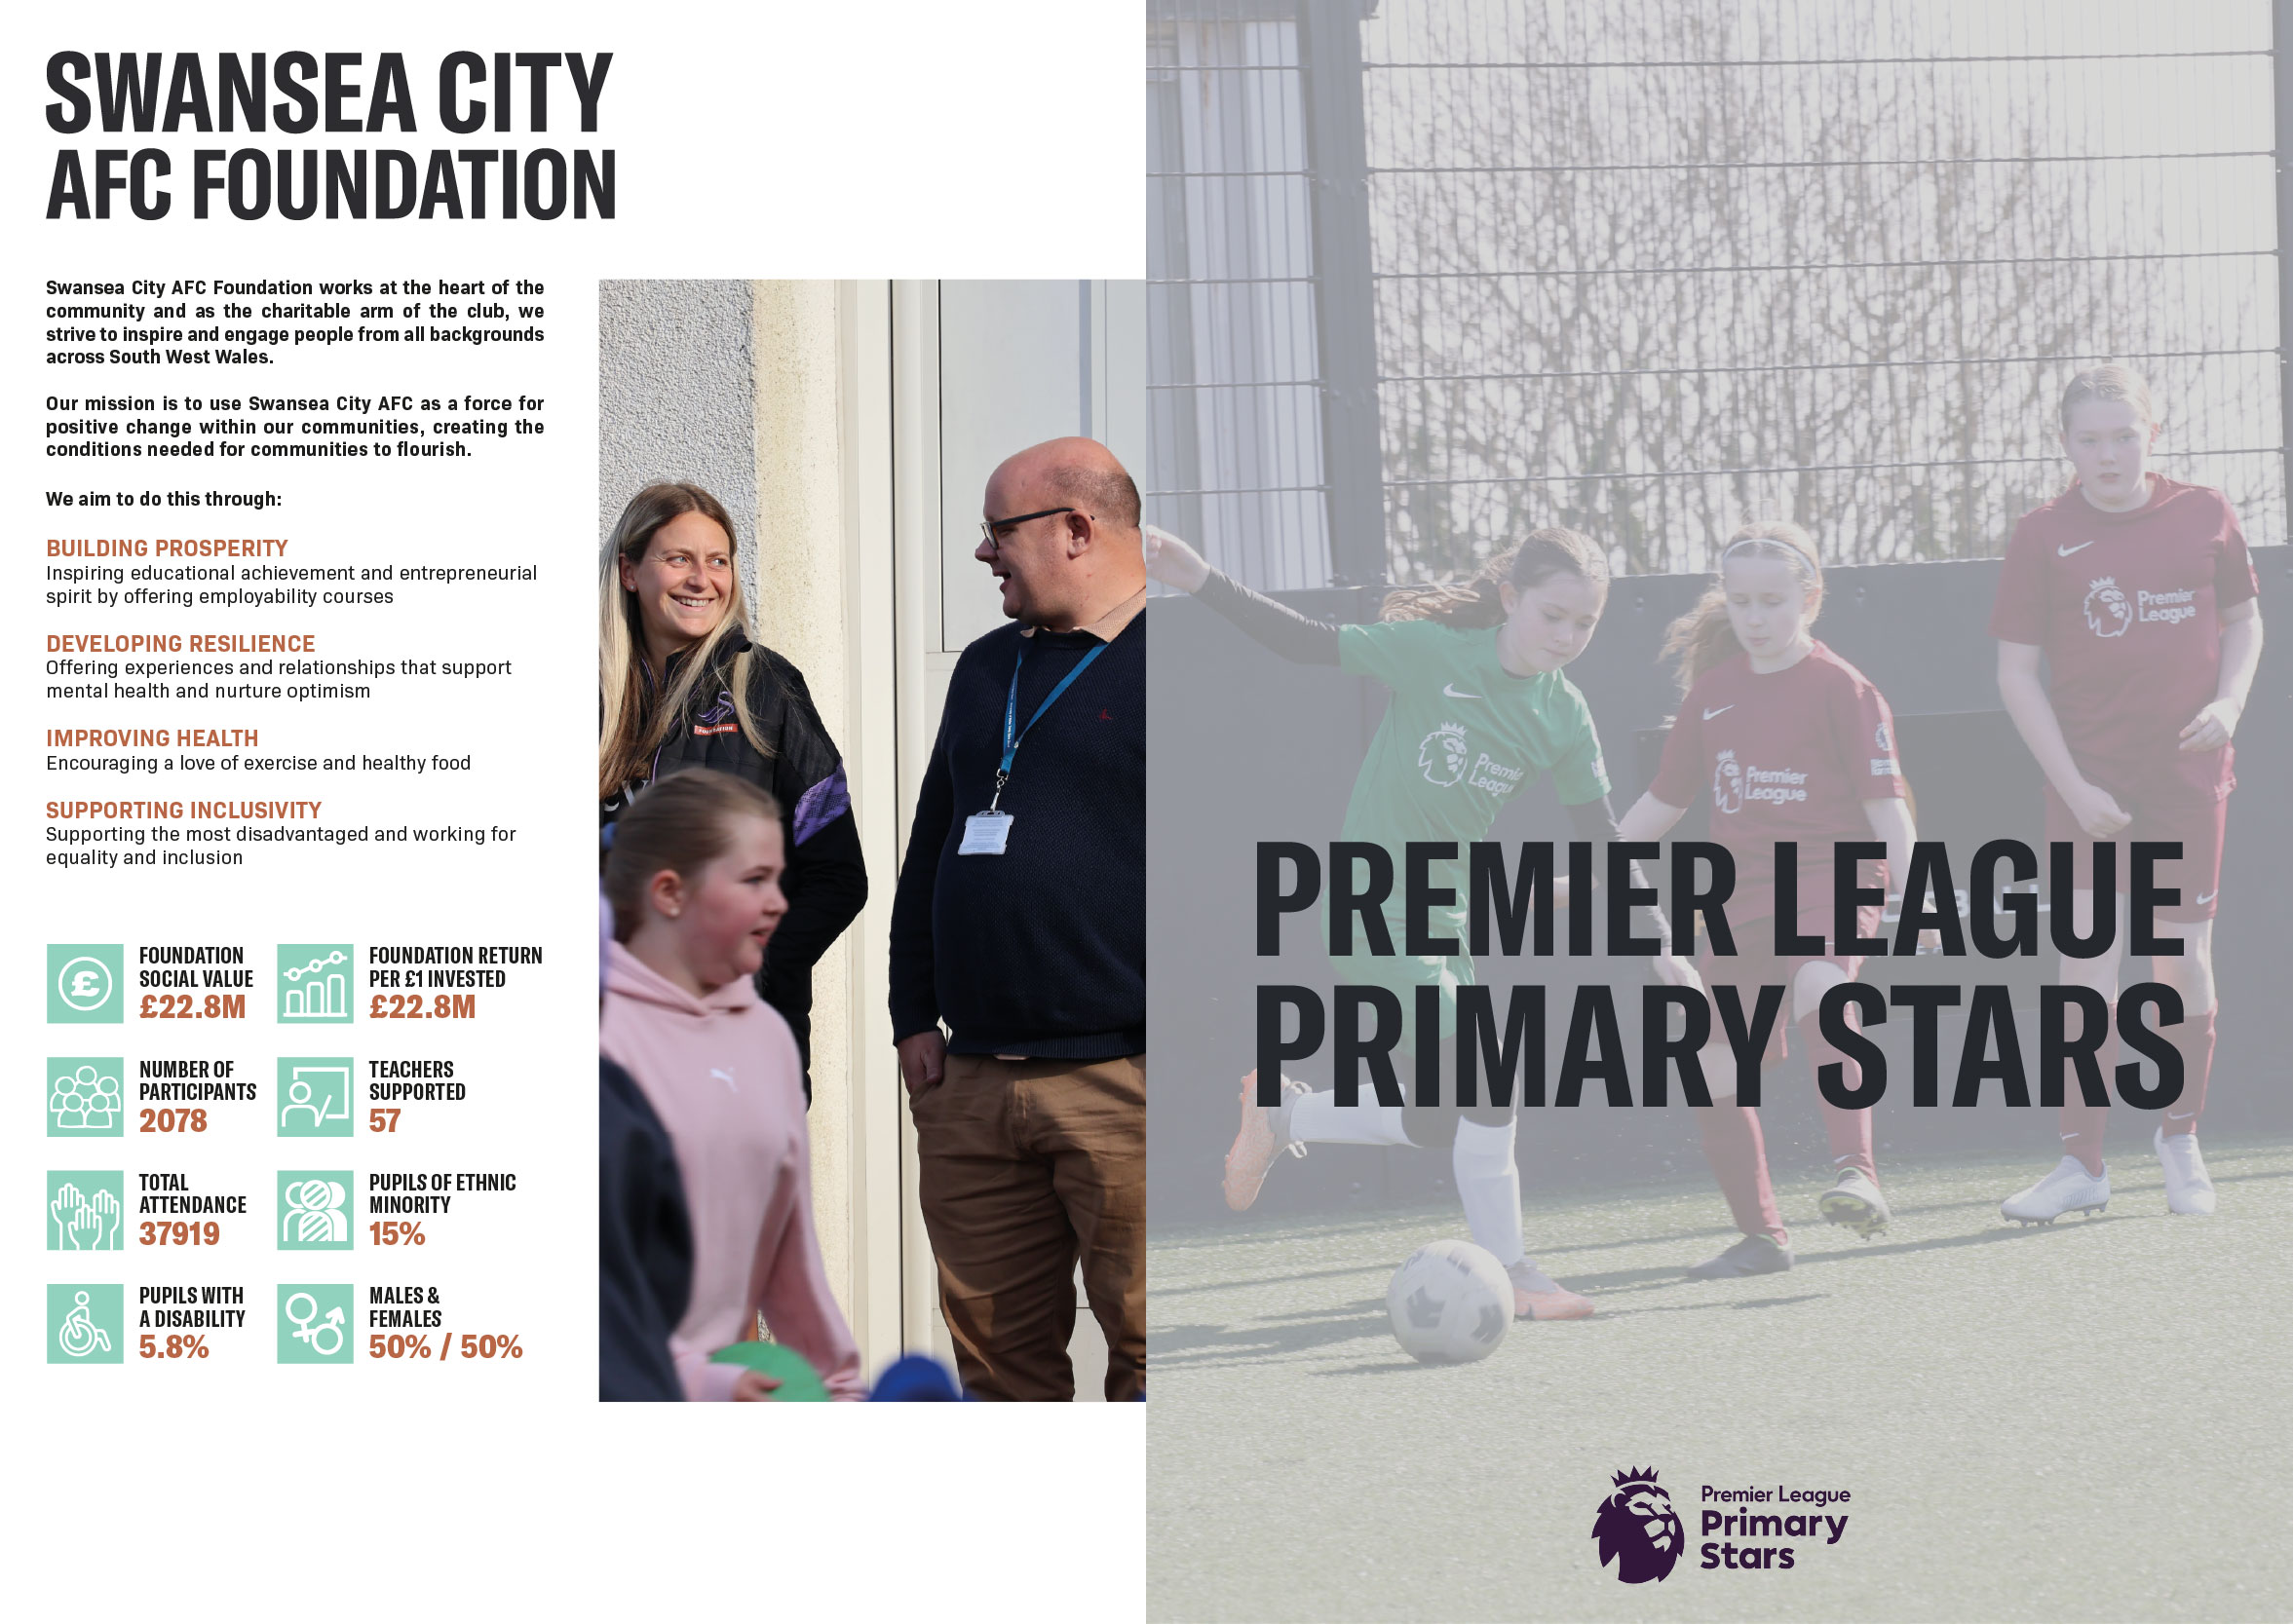 SWANSEA CITY
AFC FOUNDATION
Swansea City AFC Foundation works at the heart of the
community and as the charitable arm of the club, we
strive to inspire and engage people from all backgrounds
across South West Wales.
Our mission is to use Swansea City AFC as a force for
positive change within our communities, creating the
conditions needed for communities to flourish.
We aim to do this through:
BUILDING PROSPERITY
Inspiring educational achievement and entrepreneurial
spirit by offering employability courses
DEVELOPING RESILIENCE
Offering experiences and relationships that support
mental health and nurture optimism
IMPROVING HEALTH
Encouraging a love of exercise and healthy food
SUPPORTING INCLUSIVITY
Supporting the most disadvantaged and working for
equality and inclusion
FOUNDATION
SOCIAL VALUE
£22.8M
FOUNDATION RETURN
PER £1 INVESTED
£22.8M
NUMBER OF
PARTICIPANTS
2078
TEACHERS
SUPPORTED
57
TOTAL
ATTENDANCE
37919
PUPILS OF ETHNIC
MINORITY
15%
PUPILS WITH
A DISABILITY
5.8%
MALES &
FEMALES
50% / 50%
Premier
League
Premier
League
Premier
League
PREMIER LEAGUE
PRIMARY STARS
Premier League
Primary
Stars